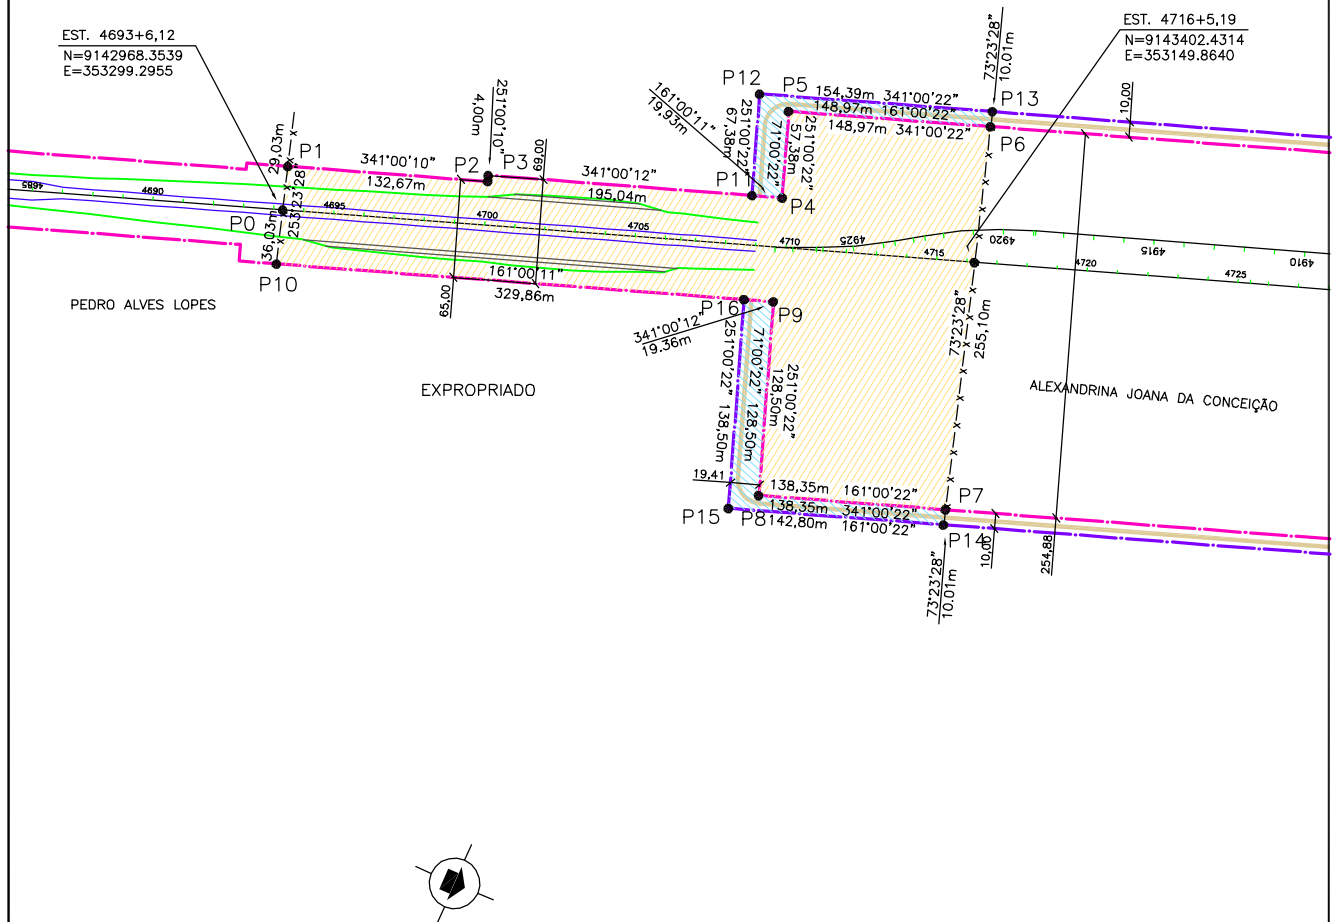 EST. 4693+6,12
N=9142968.3539
E=353299.2955
EST. 4716+5,19
N=9143402.4314
E=353149.8640
73°23'28"
10.01m
10,00
P12
P5
154,39m 341°00'22"
148,97m 161°00'22"
148,97m 341°00'22"
P13
P6
161°00'11"
19.93m
251°00'22"
67,38m
71°00'22"
57,38m
251°00'22"
P11
P4
29,03m
P1
253°23'28"
36,03m
P0
P10
341°00'10"
132,67m
P2
P3
251°00'10"
4,00m
69,00
341°00'12"
195,04m
4685
4690
4695
4700
4705
4710
4925
4715
4920
4720
4915
4725
4910
161°00'11"
329,86m
65,00
PEDRO ALVES LOPES
EXPROPRIADO
P16
P9
341°00'12"
19.36m
251°00'22" 138,50m
71°00'22" 128,50m
251°00'22"
128,50m
73°23'28"
255,10m
ALEXANDRINA JOANA DA CONCEIÇÃO
19,41
138,35m 161°00'22"
138,35m 341°00'22
142,80m 161°00'22"
P15
P8
P7
P14
10,00
254,88
73°23'28"
10.01m